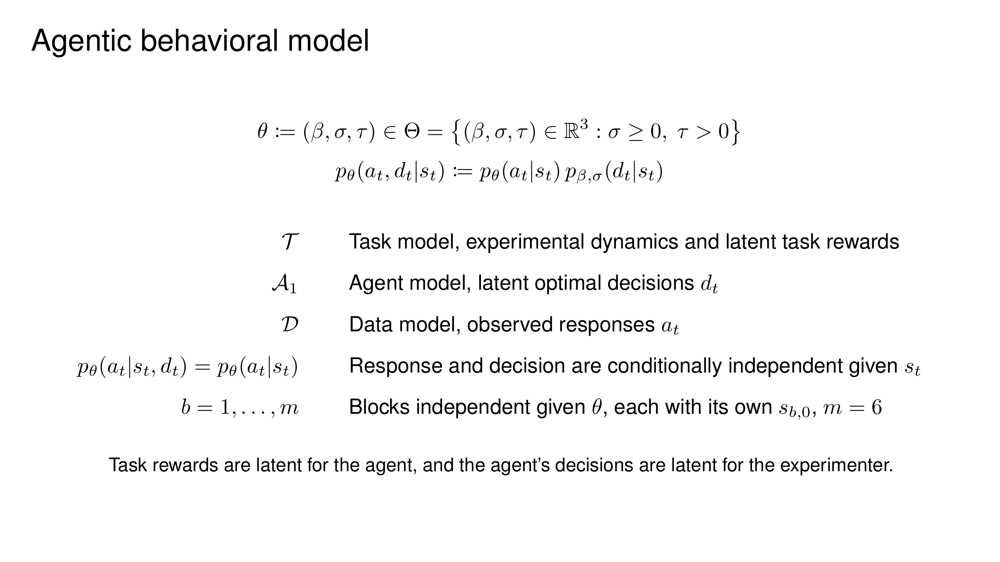 Agentic behavioral model
θ := (β, σ, τ) ∈ Θ = {(β, σ, τ) ∈ ℝ³ : σ ≥ 0, τ > 0}
p_θ(a_t, d_t|s_t) := p_θ(a_t|s_t) p_{β,σ}(d_t|s_t)
𝒯 Task model, experimental dynamics and latent task rewards
𝒜₁ Agent model, latent optimal decisions d_t
𝒟 Data model, observed responses a_t
p_θ(a_t|s_t, d_t) = p_θ(a_t|s_t) Response and decision are conditionally independent given s_t
b = 1, . . . , m Blocks independent given θ, each with its own s_{b,0}, m = 6
Task rewards are latent for the agent, and the agent's decisions are latent for the experimenter.